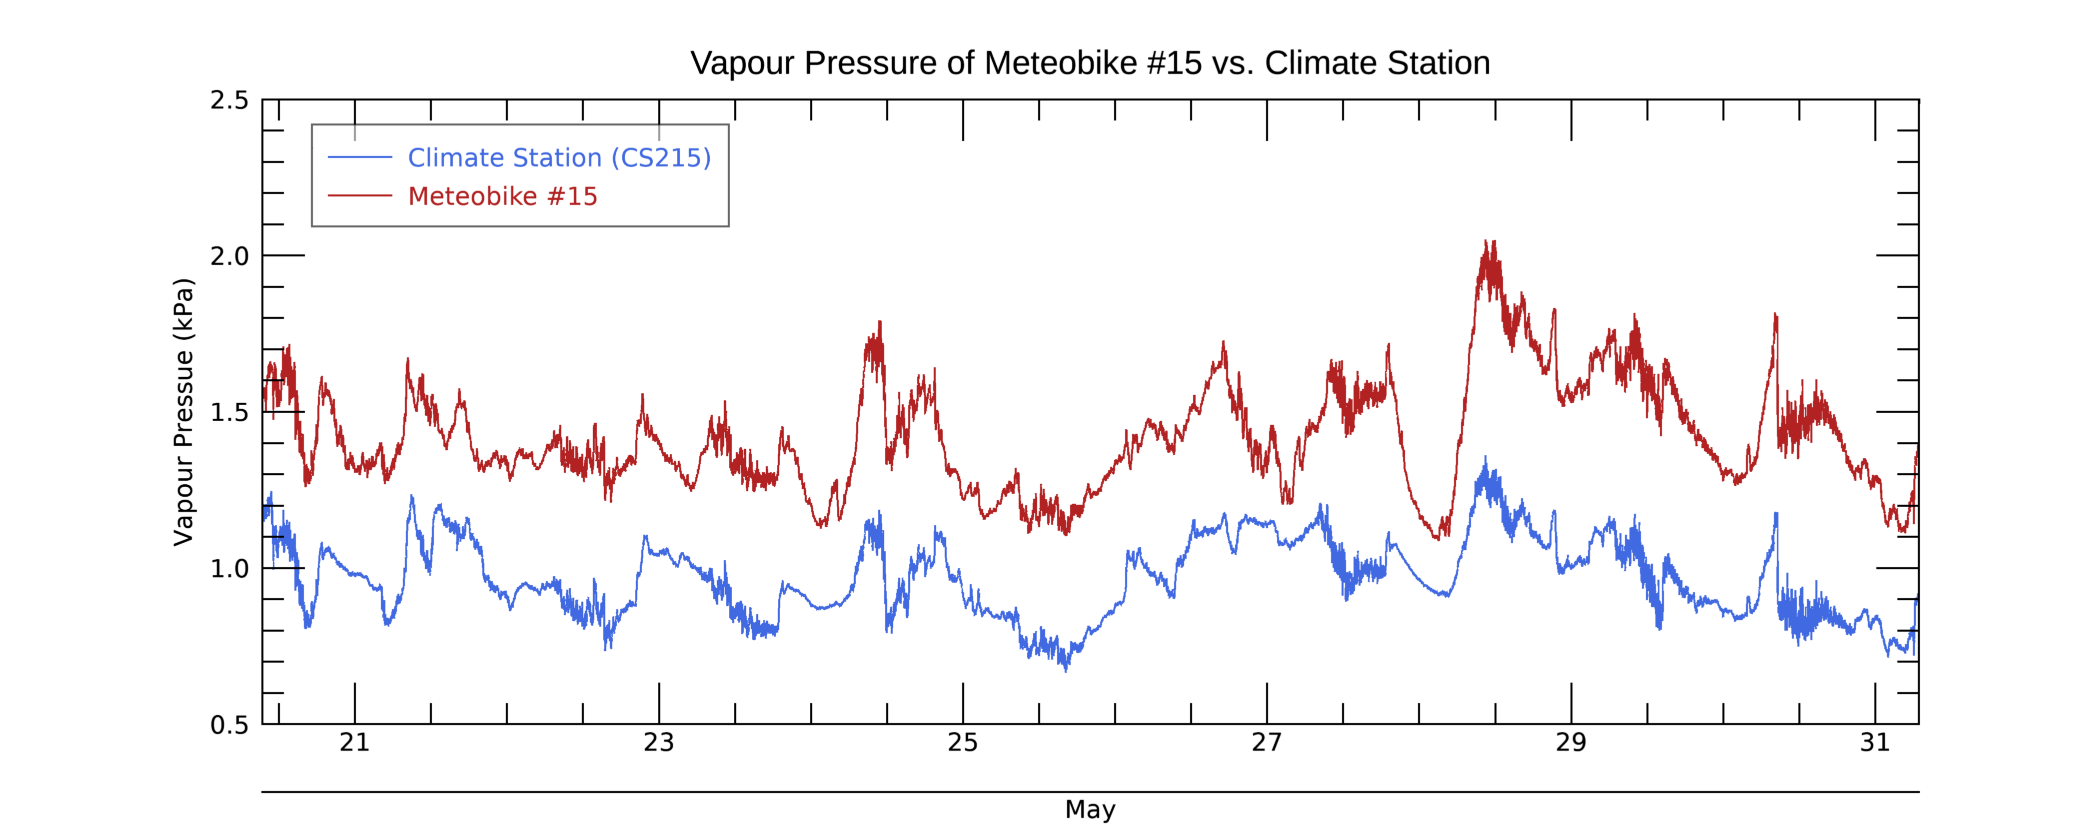 Vapour Pressure of Meteobike #15 vs. Climate Station
2.5
2.0
1.5
1.0
0.5
Vapour Pressue (kPa)
Climate Station (CS215)
Meteobike #15
21 23 25 27 29 31
May